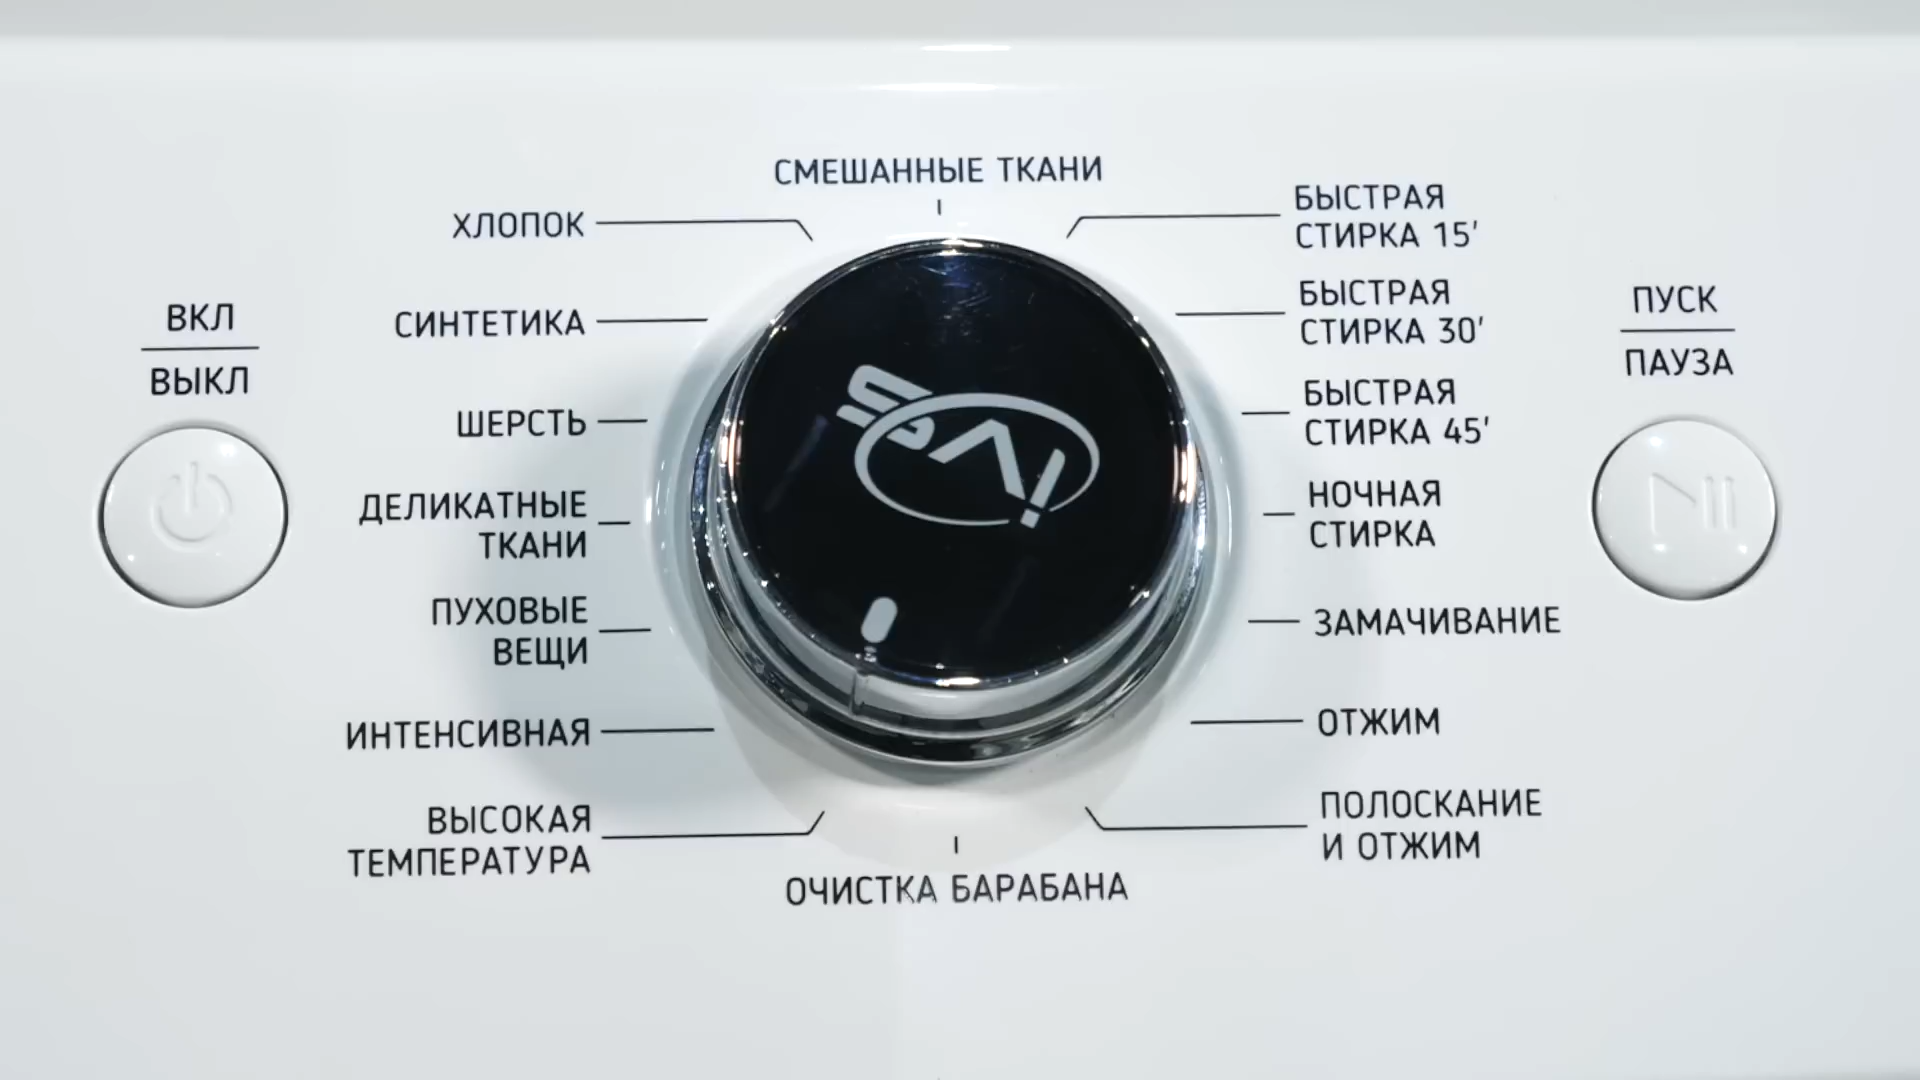 СМЕШАННЫЕ ТКАНИ
ХЛОПОК
СИНТЕТИКА
ШЕРСТЬ
ДЕЛИКАТНЫЕ
ТКАНИ
ПУХОВЫЕ
ВЕЩИ
ИНТЕНСИВНАЯ
ВЫСОКАЯ
ТЕМПЕРАТУРА
ОЧИСТКА БАРАБАНА
БЫСТРАЯ
СТИРКА 15'
БЫСТРАЯ
СТИРКА 30'
БЫСТРАЯ
СТИРКА 45'
НОЧНАЯ
СТИРКА
ЗАМАЧИВАНИЕ
ОТЖИМ
ПОЛОСКАНИЕ
И ОТЖИМ
ВКЛ
ВЫКЛ
ПУСК
ПАУЗА